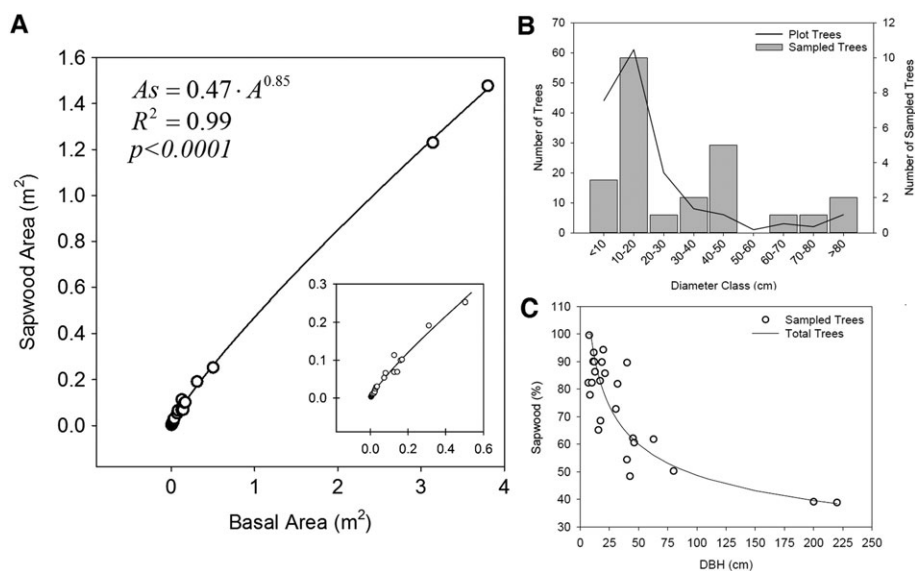 A
As = 0.47 · A^0.85
R² = 0.99
p<0.0001
Sapwood Area (m²)
1.6
1.4
1.2
1.0
0.8
0.6
0.4
0.2
0.0
0 1 2 3 4
Basal Area (m²)
0.3
0.2
0.1
0.0
0.0 0.2 0.4 0.6
B
Plot Trees
Sampled Trees
Number of Trees
70
60
50
40
30
20
10
0
Number of Sampled Trees
12
10
8
6
4
2
0
<10 10-20 20-30 30-40 40-50 50-60 60-70 70-80 >80
Diameter Class (cm)
C
Sampled Trees
Total Trees
Sapwood (%)
110
100
90
80
70
60
50
40
30
0 25 50 75 100 125 150 175 200 225 250
DBH (cm)